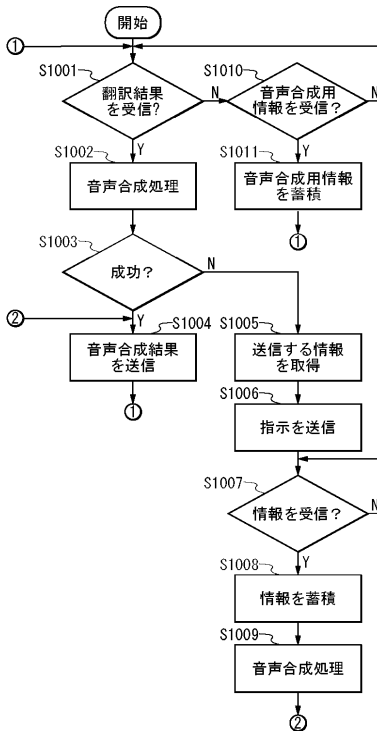 開始
①
S1001
翻訳結果
を受信?
N
Y
S1010
音声合成用
情報を受信？
N
Y
S1002
音声合成処理
S1011
音声合成用情報
を蓄積
①
S1003
成功？
N
Y
②
S1004
音声合成結果
を送信
①
S1005
送信する情報
を取得
S1006
指示を送信
S1007
情報を受信？
N
Y
S1008
情報を蓄積
S1009
音声合成処理
②